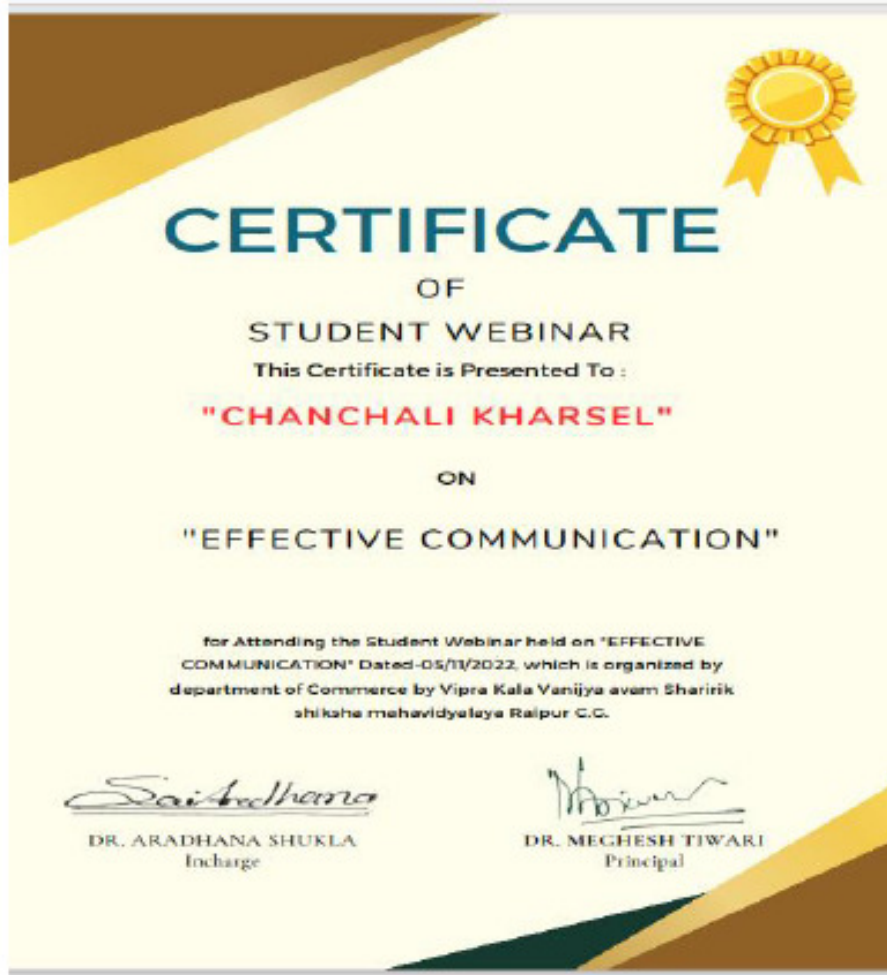 CERTIFICATE
OF
STUDENT WEBINAR
This Certificate is Presented To :
"CHANCHALI KHARSEL"
ON
"EFFECTIVE COMMUNICATION"
for Attending the Student Webinar held on "EFFECTIVE
COMMUNICATION" Dated-05/11/2022, which is organized by
department of Commerce by Vipra Kala Vanijya avam Sharirik
shiksha mahavidyalaya Raipur C.G.
DR. ARADHANA SHUKLA
Incharge
DR. MEGHESH TIWARI
Principal